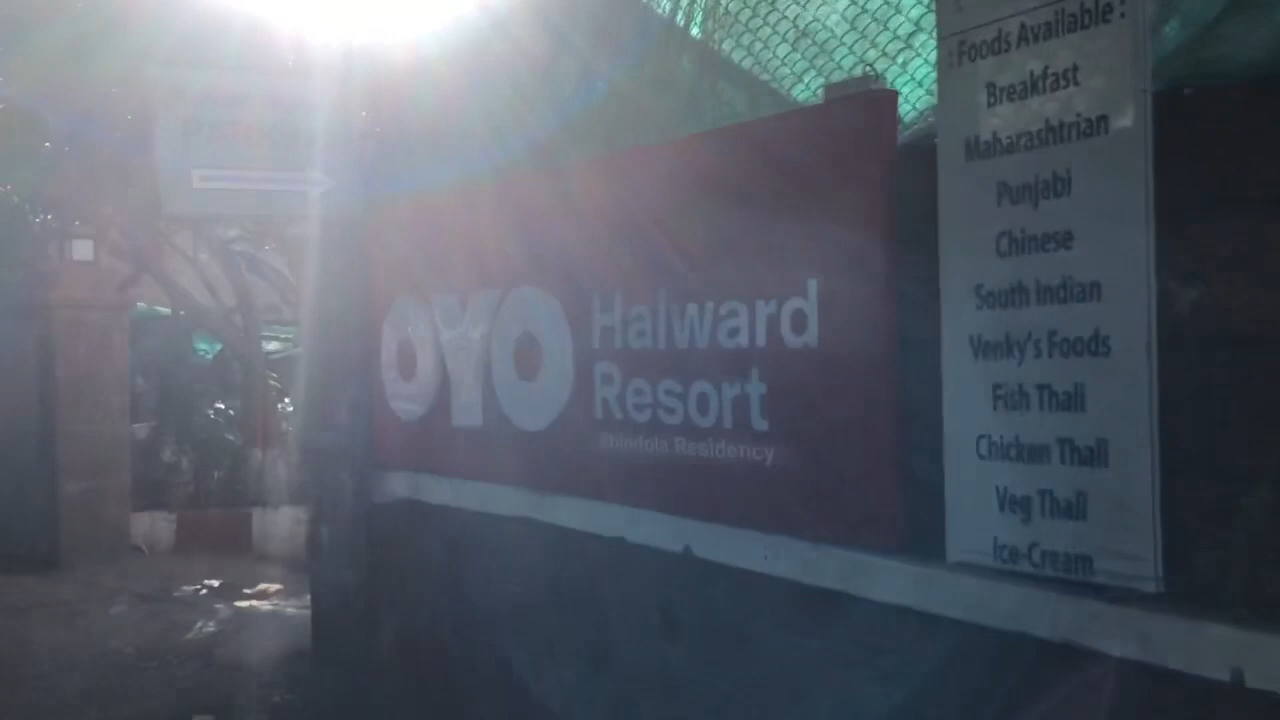 OYO
Halward
Resort
Residency
Foods Available :
Breakfast
Maharashtrian
Punjabi
Chinese
South Indian
Venky's Foods
Fish Thali
Chicken Thali
Veg Thali
Ice-Cream